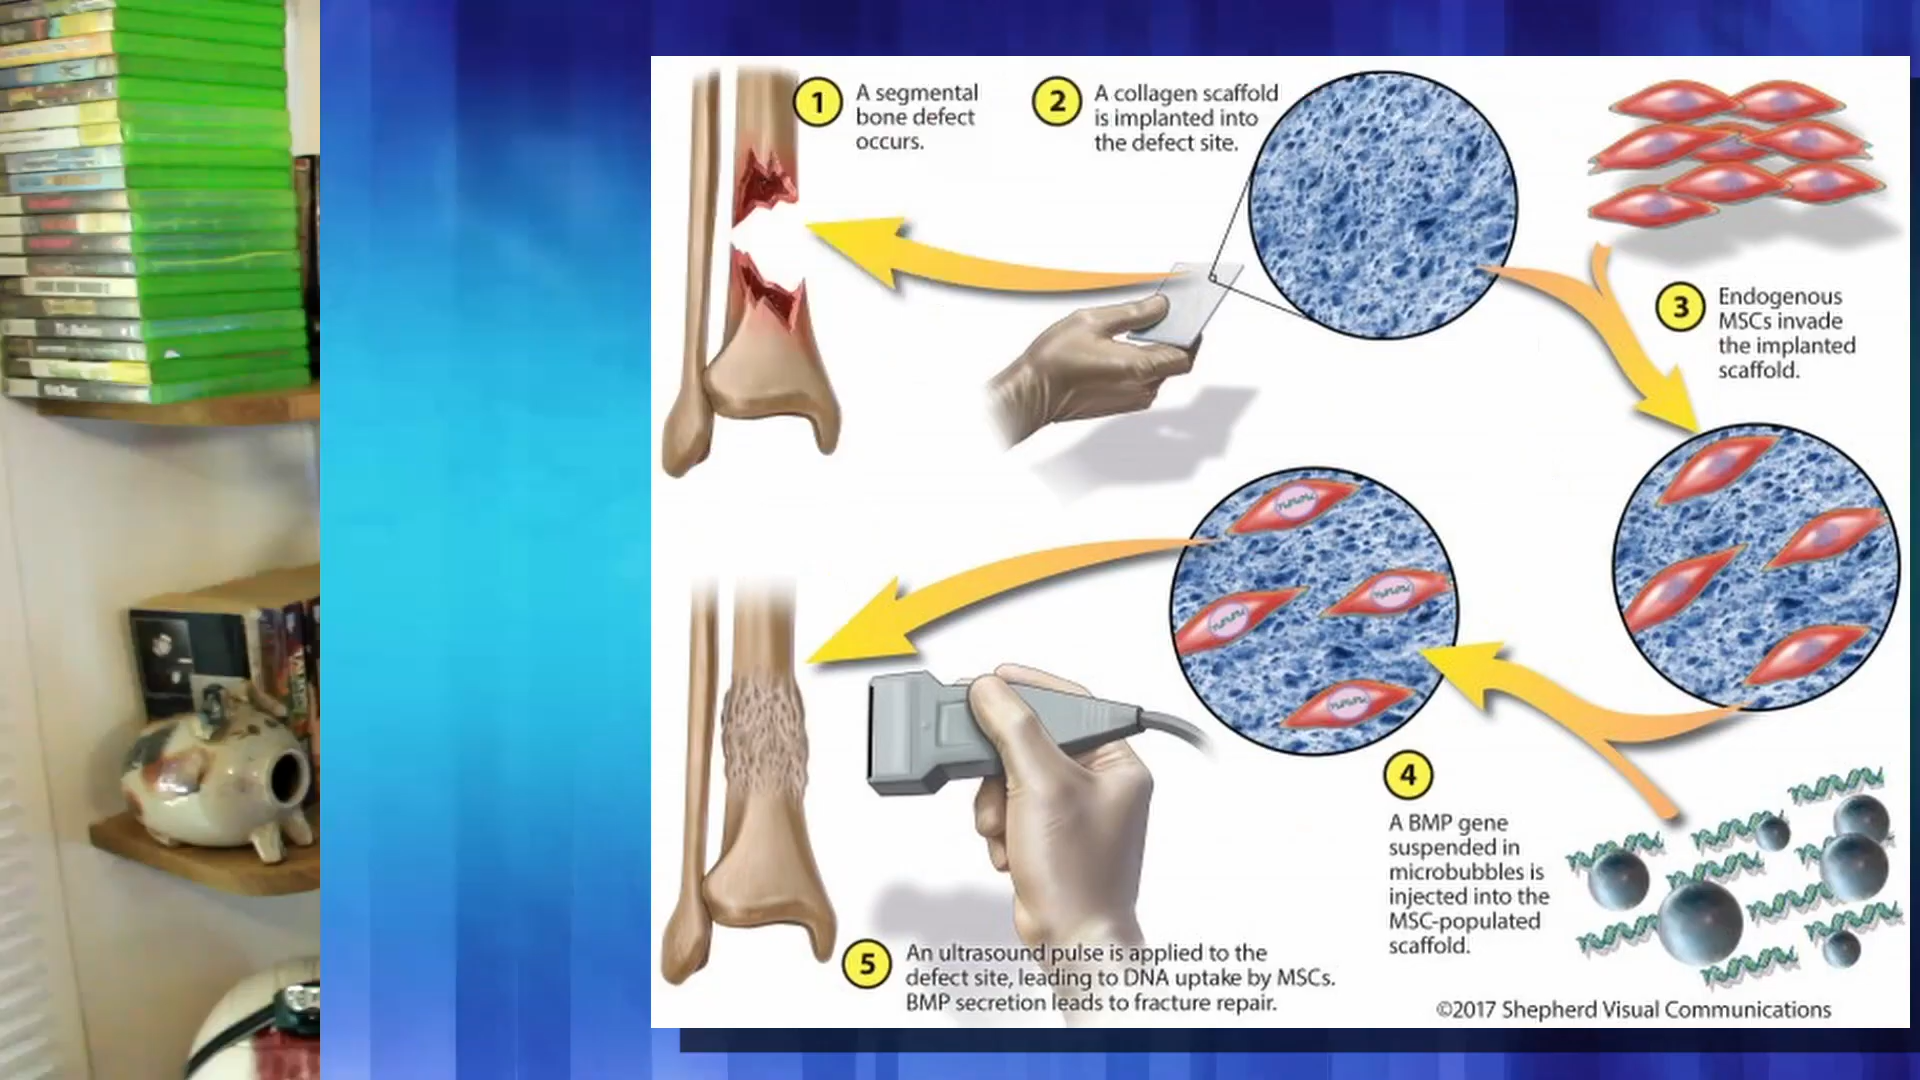 1
A segmental
bone defect
occurs.
2
A collagen scaffold
is implanted into
the defect site.
3
Endogenous
MSCs invade
the implanted
scaffold.
4
A BMP gene
suspended in
microbubbles is
injected into the
MSC-populated
scaffold.
5
An ultrasound pulse is applied to the
defect site, leading to DNA uptake by MSCs.
BMP secretion leads to fracture repair.
©2017 Shepherd Visual Communications